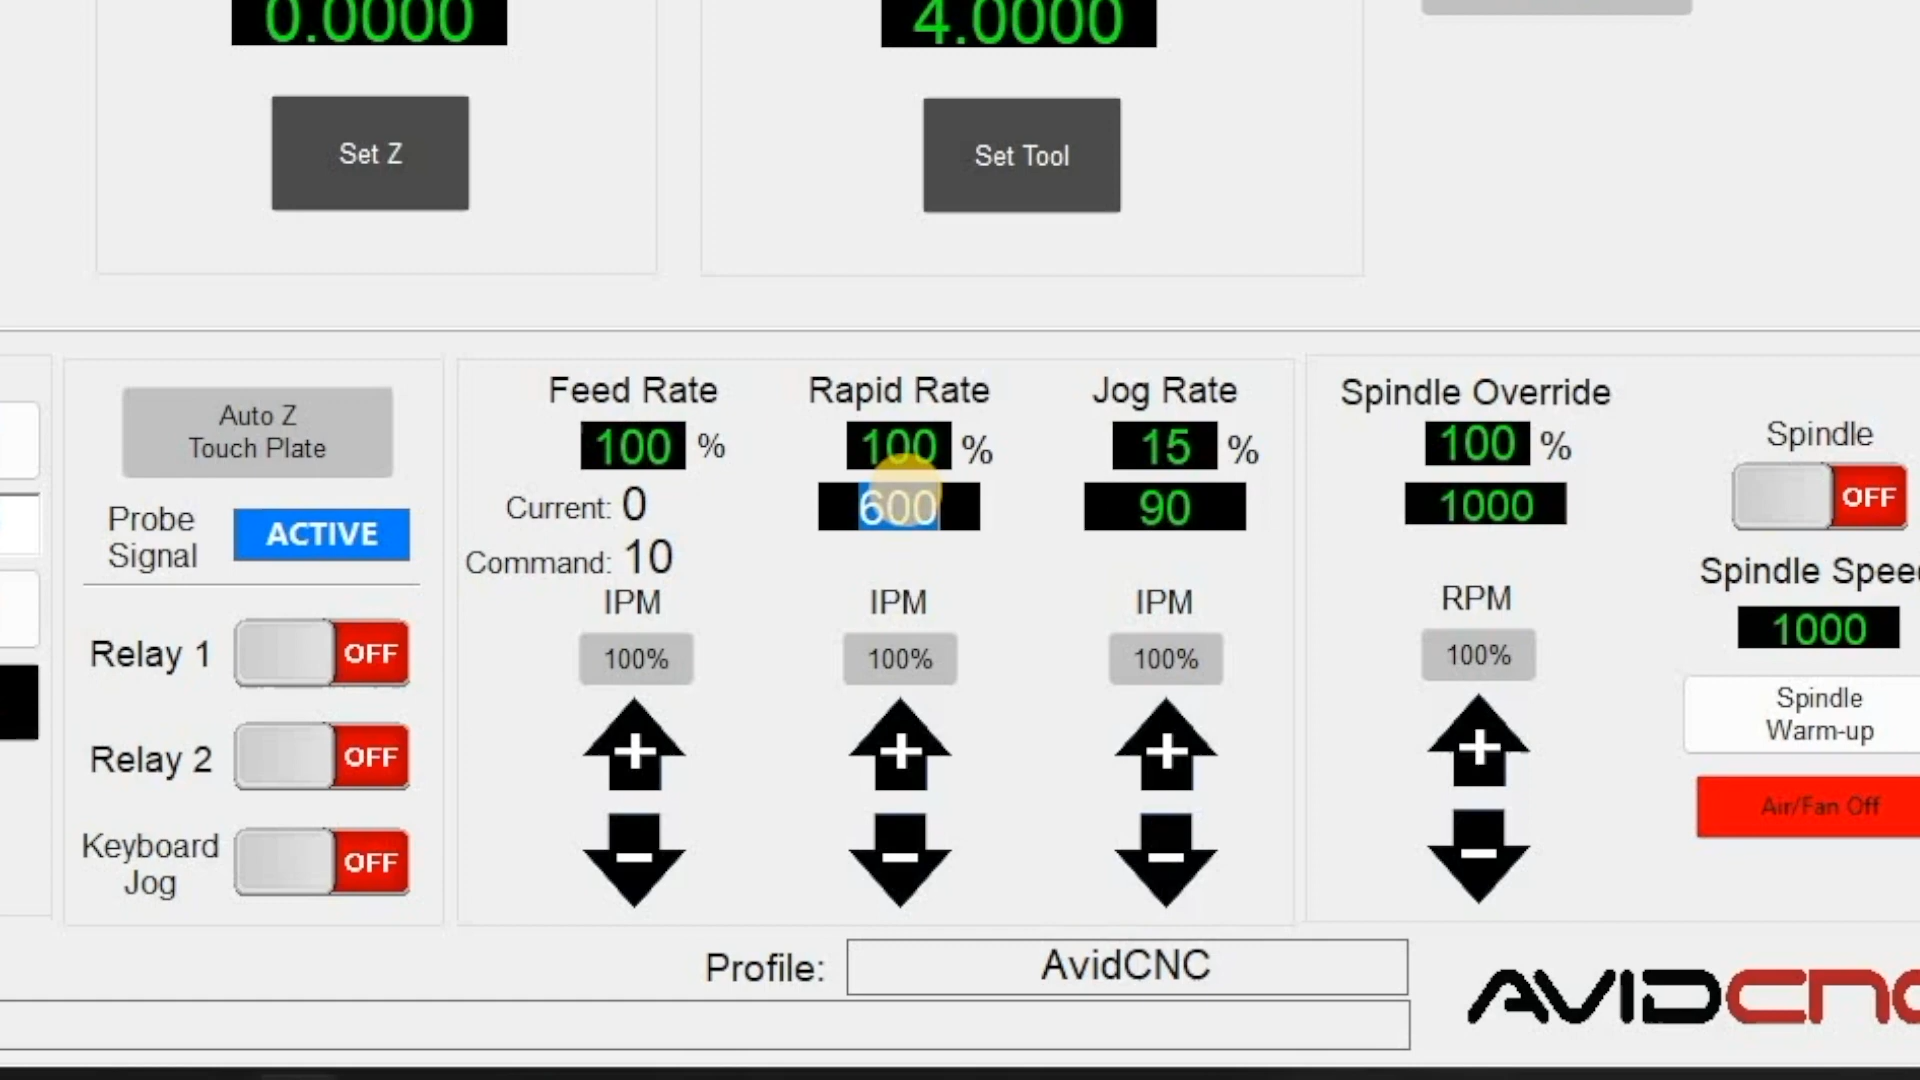 0.0000
4.0000
Set Z
Set Tool
Auto Z
Touch Plate
Probe
Signal
ACTIVE
Relay 1
OFF
Relay 2
OFF
Keyboard
Jog
OFF
Feed Rate
100 %
Current: 0
Command: 10
IPM
100%
+
−
Rapid Rate
100 %
600
IPM
100%
+
−
Jog Rate
15 %
90
IPM
100%
+
−
Spindle Override
100 %
1000
RPM
100%
+
−
Spindle
OFF
Spindle Spee
1000
Spindle
Warm-up
Air/Fan Off
Profile: AvidCNC
AVIDCNC